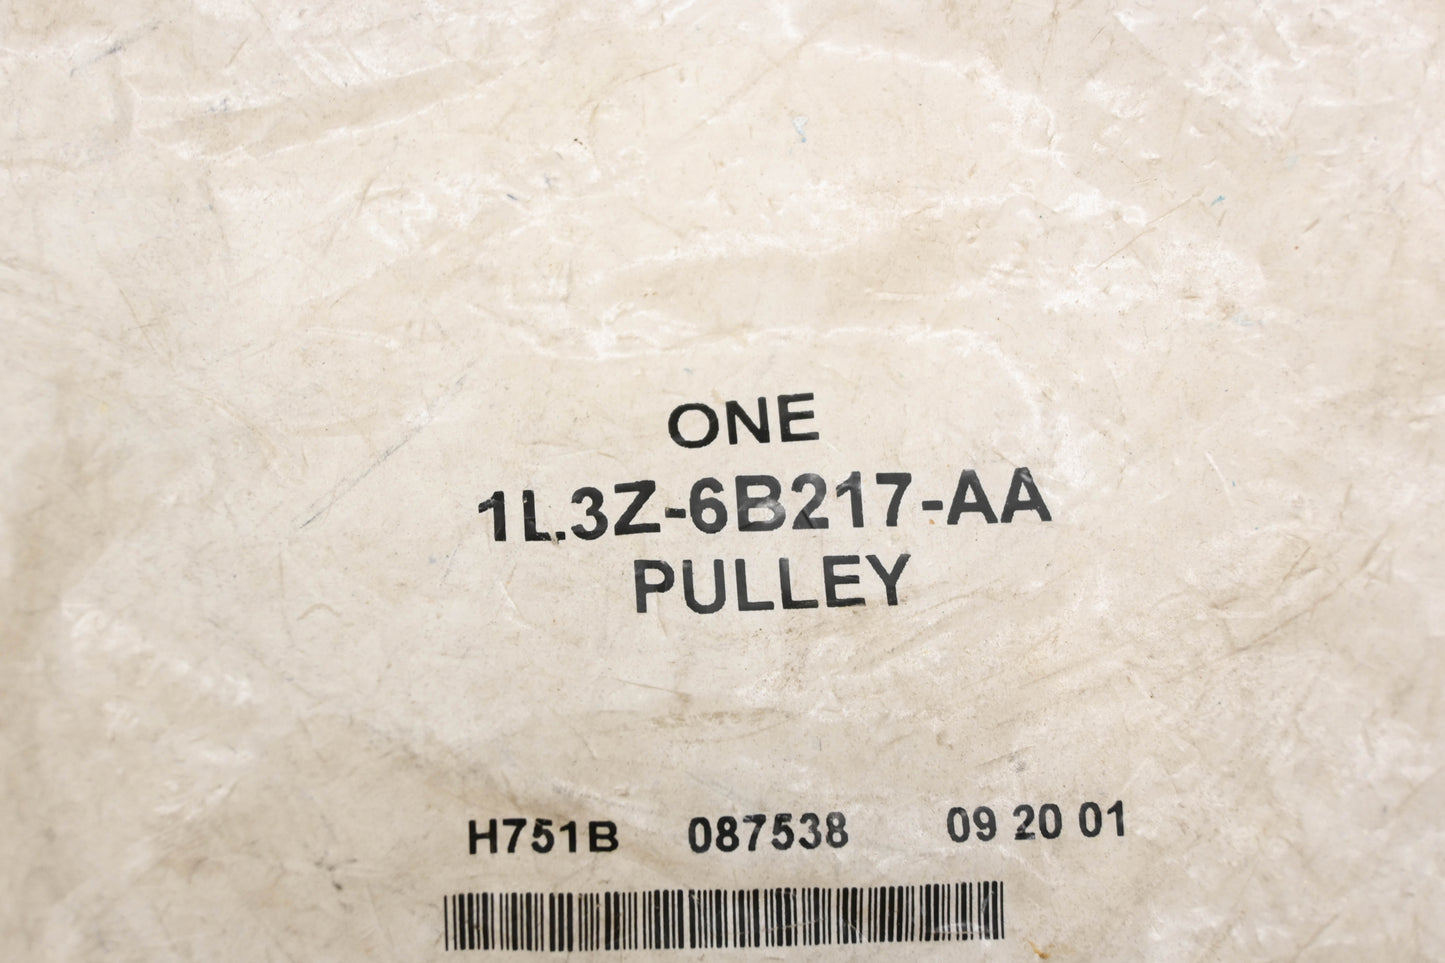 ONE
1L3Z-6B217-AA
PULLEY
H751B 087538 09 20 01